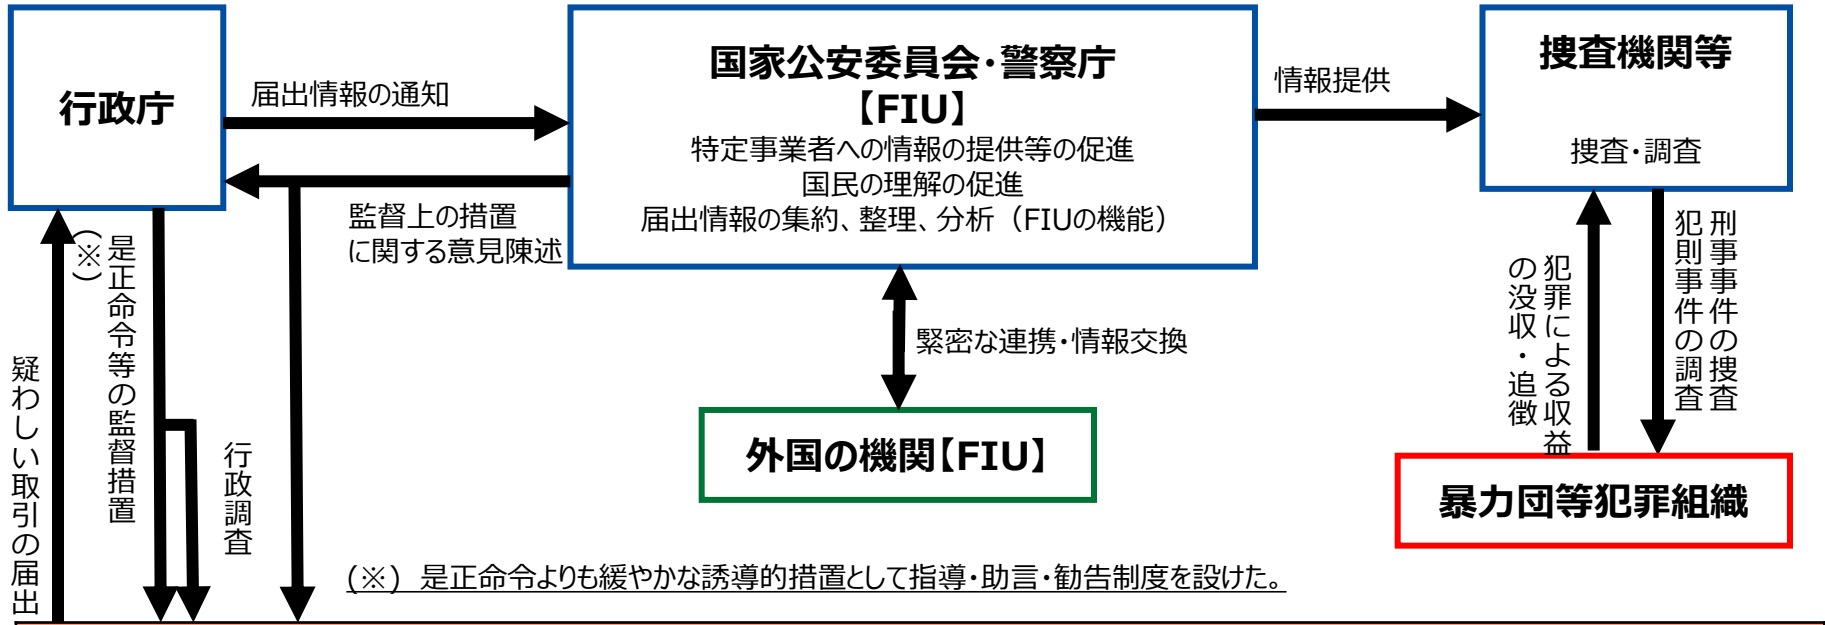 行政庁
届出情報の通知
国家公安委員会・警察庁
【FIU】
特定事業者への情報の提供等の促進
国民の理解の促進
届出情報の集約、整理、分析（FIUの機能）
情報提供
捜査機関等
捜査・調査
監督上の措置
に関する意見陳述
疑わしい取引の届出
是正命令等の監督措置
（※）
行政調査
緊密な連携・情報交換
外国の機関【FIU】
犯罪による収益
の没収・追徴
刑事事件の捜査
犯則事件の調査
暴力団等犯罪組織
(※) 是正命令よりも緩やかな誘導的措置として指導・助言・勧告制度を設けた。